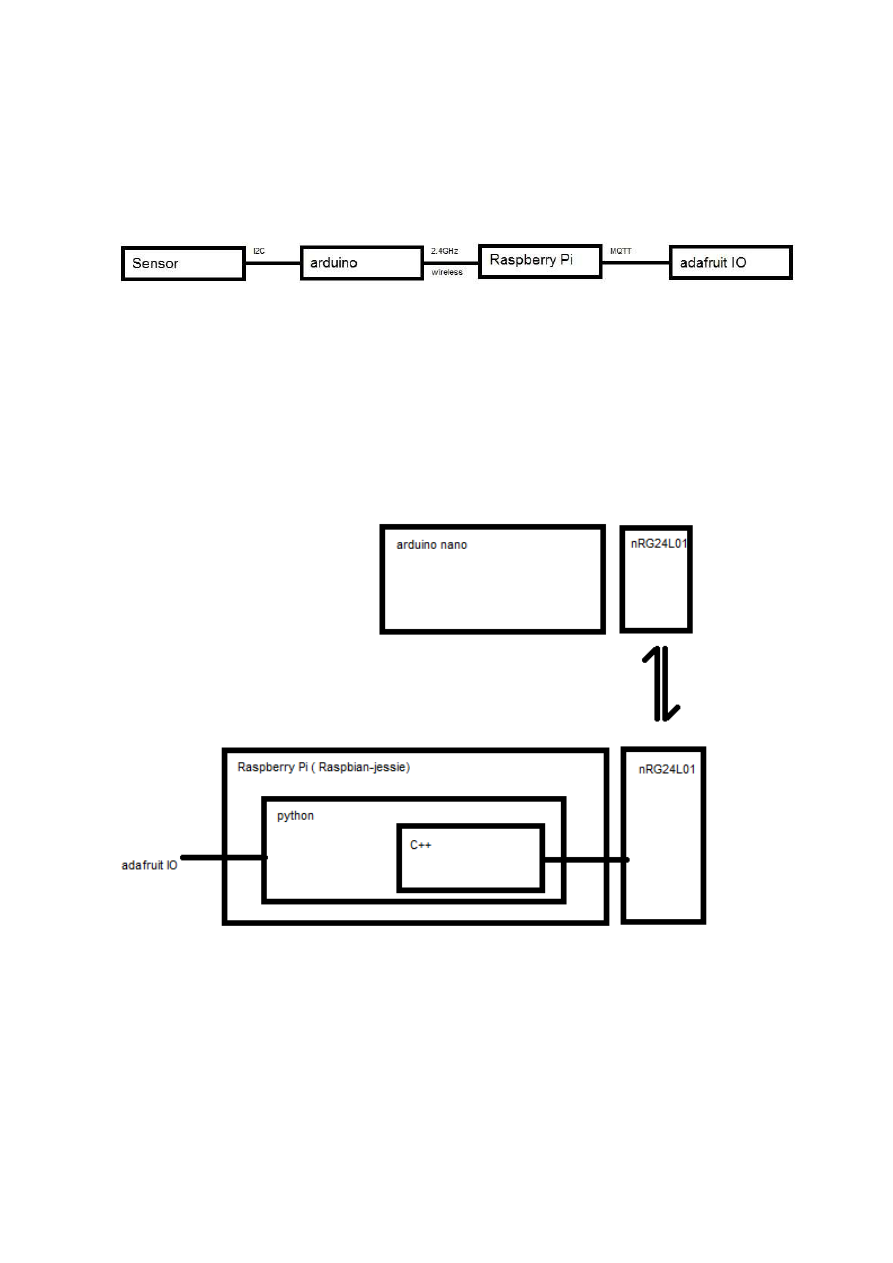 Sensor
I2C
arduino
2.4GHz
wireless
Raspberry Pi
MQTT
adafruit IO
arduino nano
nRG24L01
Raspberry Pi ( Raspbian-jessie)
nRG24L01
python
C++
adafruit IO